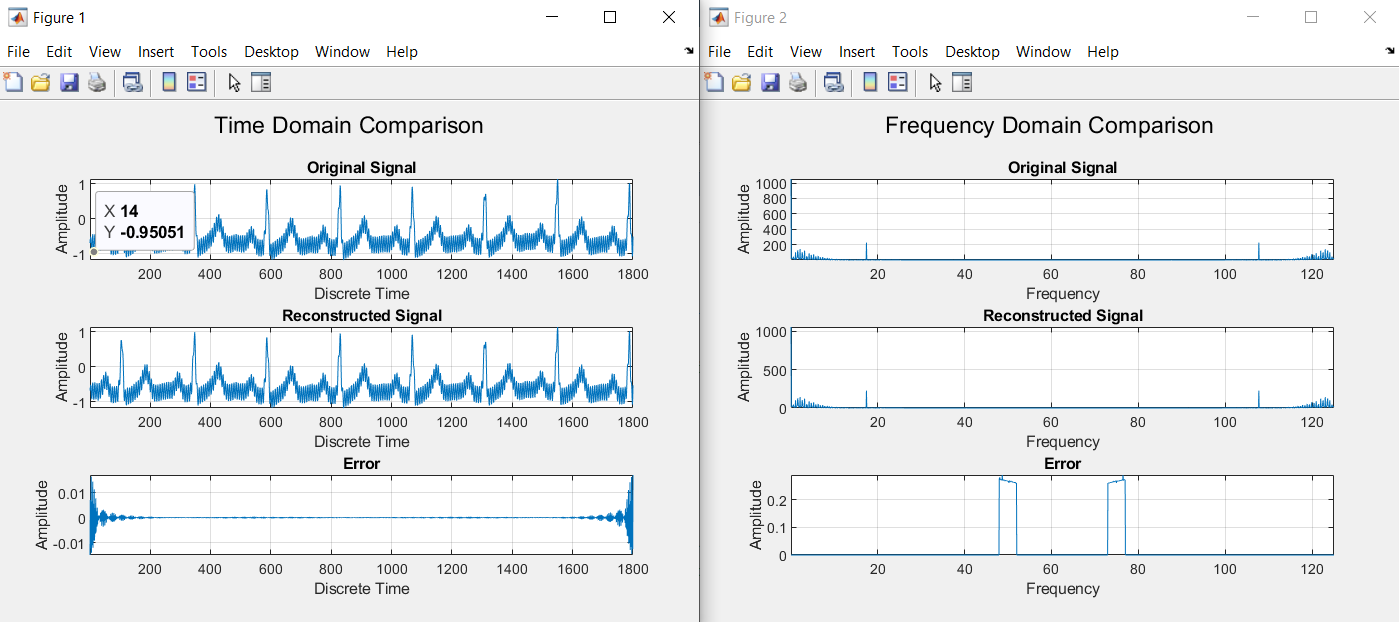 Figure 1
File Edit View Insert Tools Desktop Window Help
Time Domain Comparison
Original Signal
Amplitude
1
0
-1
X 14
Y -0.95051
200 400 600 800 1000 1200 1400 1600 1800
Discrete Time
Reconstructed Signal
Amplitude
1
0
-1
200 400 600 800 1000 1200 1400 1600 1800
Discrete Time
Error
Amplitude
0.01
0
-0.01
200 400 600 800 1000 1200 1400 1600 1800
Discrete Time
Figure 2
File Edit View Insert Tools Desktop Window Help
Frequency Domain Comparison
Original Signal
Amplitude
1000
800
600
400
200
20 40 60 80 100 120
Frequency
Reconstructed Signal
Amplitude
1000
500
0
20 40 60 80 100 120
Frequency
Error
Amplitude
0.2
0.1
0
20 40 60 80 100 120
Frequency